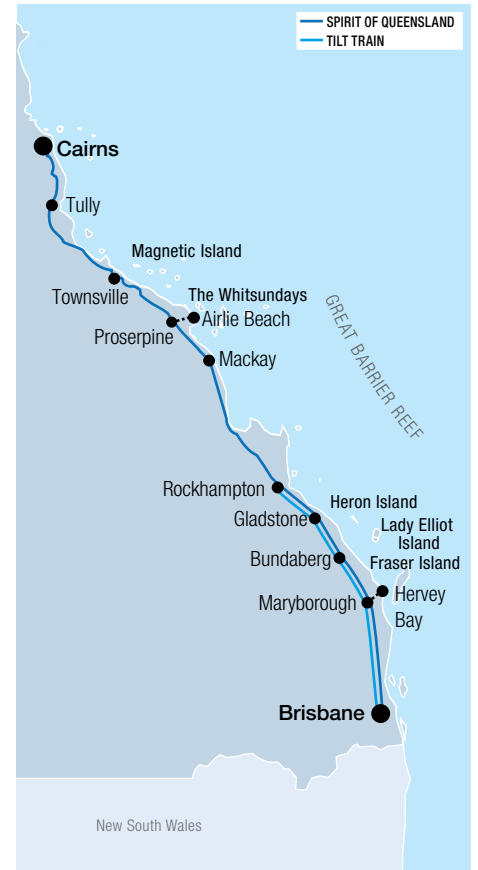 SPIRIT OF QUEENSLAND
TILT TRAIN
Cairns
Tully
Magnetic Island
Townsville
The Whitsundays
Airlie Beach
Proserpine
Mackay
GREAT BARRIER REEF
Rockhampton
Heron Island
Gladstone
Lady Elliot
Island
Bundaberg
Fraser Island
Maryborough
Hervey
Bay
Brisbane
New South Wales